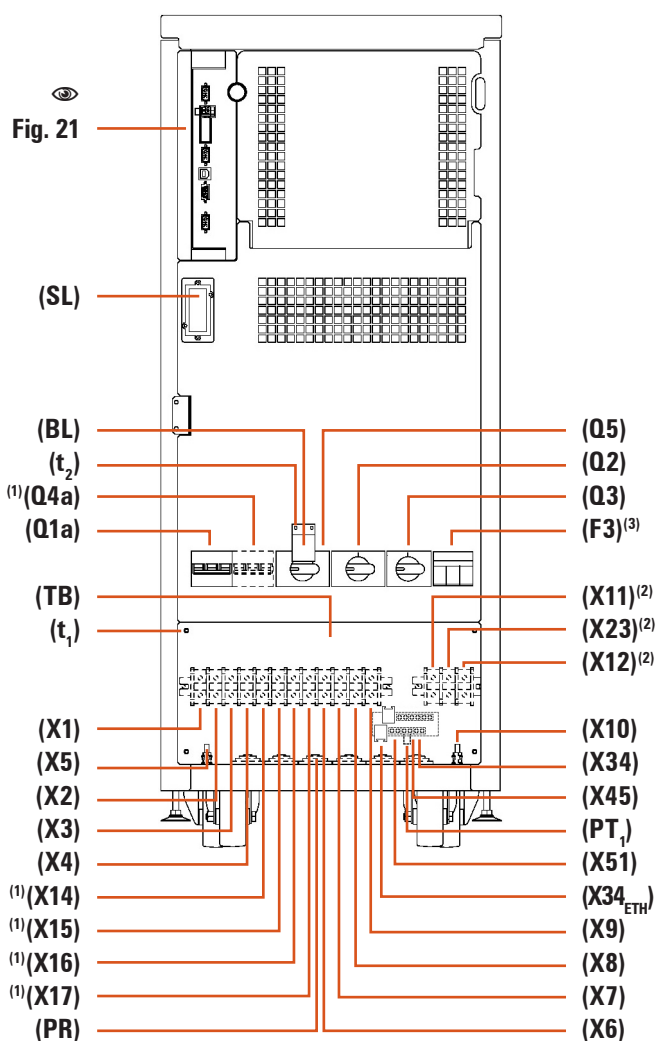 Fig. 21
(SL)
(BL)
(t2)
(1)(Q4a)
(Q1a)
(TB)
(t1)
(X1)
(X5)
(X2)
(X3)
(X4)
(1)(X14)
(1)(X15)
(1)(X16)
(1)(X17)
(PR)
(Q5)
(Q2)
(Q3)
(F3)(3)
(X11)(2)
(X23)(2)
(X12)(2)
(X10)
(X34)
(X45)
(PT1)
(X51)
(X34ETH)
(X9)
(X8)
(X7)
(X6)